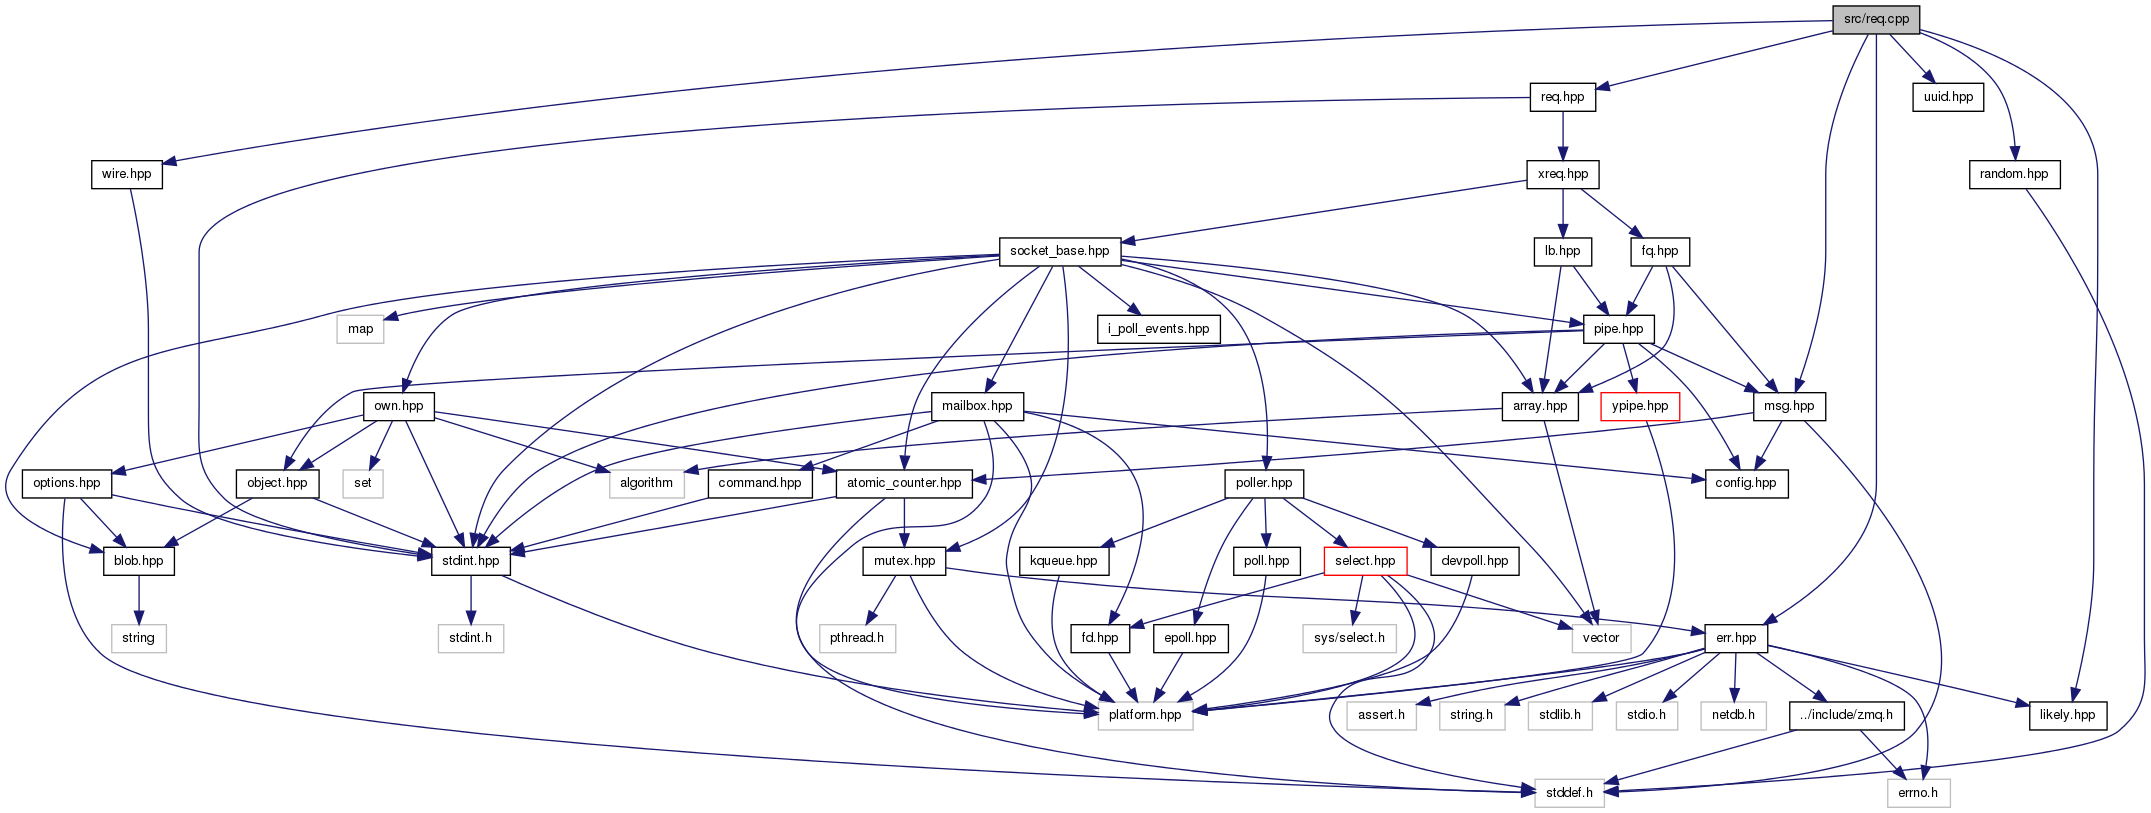 src/req.cpp
req.hpp
uuid.hpp
wire.hpp
xreq.hpp
random.hpp
socket_base.hpp
lb.hpp
fq.hpp
map
i_poll_events.hpp
pipe.hpp
own.hpp
mailbox.hpp
array.hpp
ypipe.hpp
msg.hpp
options.hpp
object.hpp
set
algorithm
command.hpp
atomic_counter.hpp
poller.hpp
config.hpp
blob.hpp
stdint.hpp
mutex.hpp
kqueue.hpp
poll.hpp
select.hpp
devpoll.hpp
string
stdint.h
pthread.h
fd.hpp
epoll.hpp
sys/select.h
vector
err.hpp
platform.hpp
assert.h
string.h
stdlib.h
stdio.h
netdb.h
../include/zmq.h
likely.hpp
stddef.h
errno.h